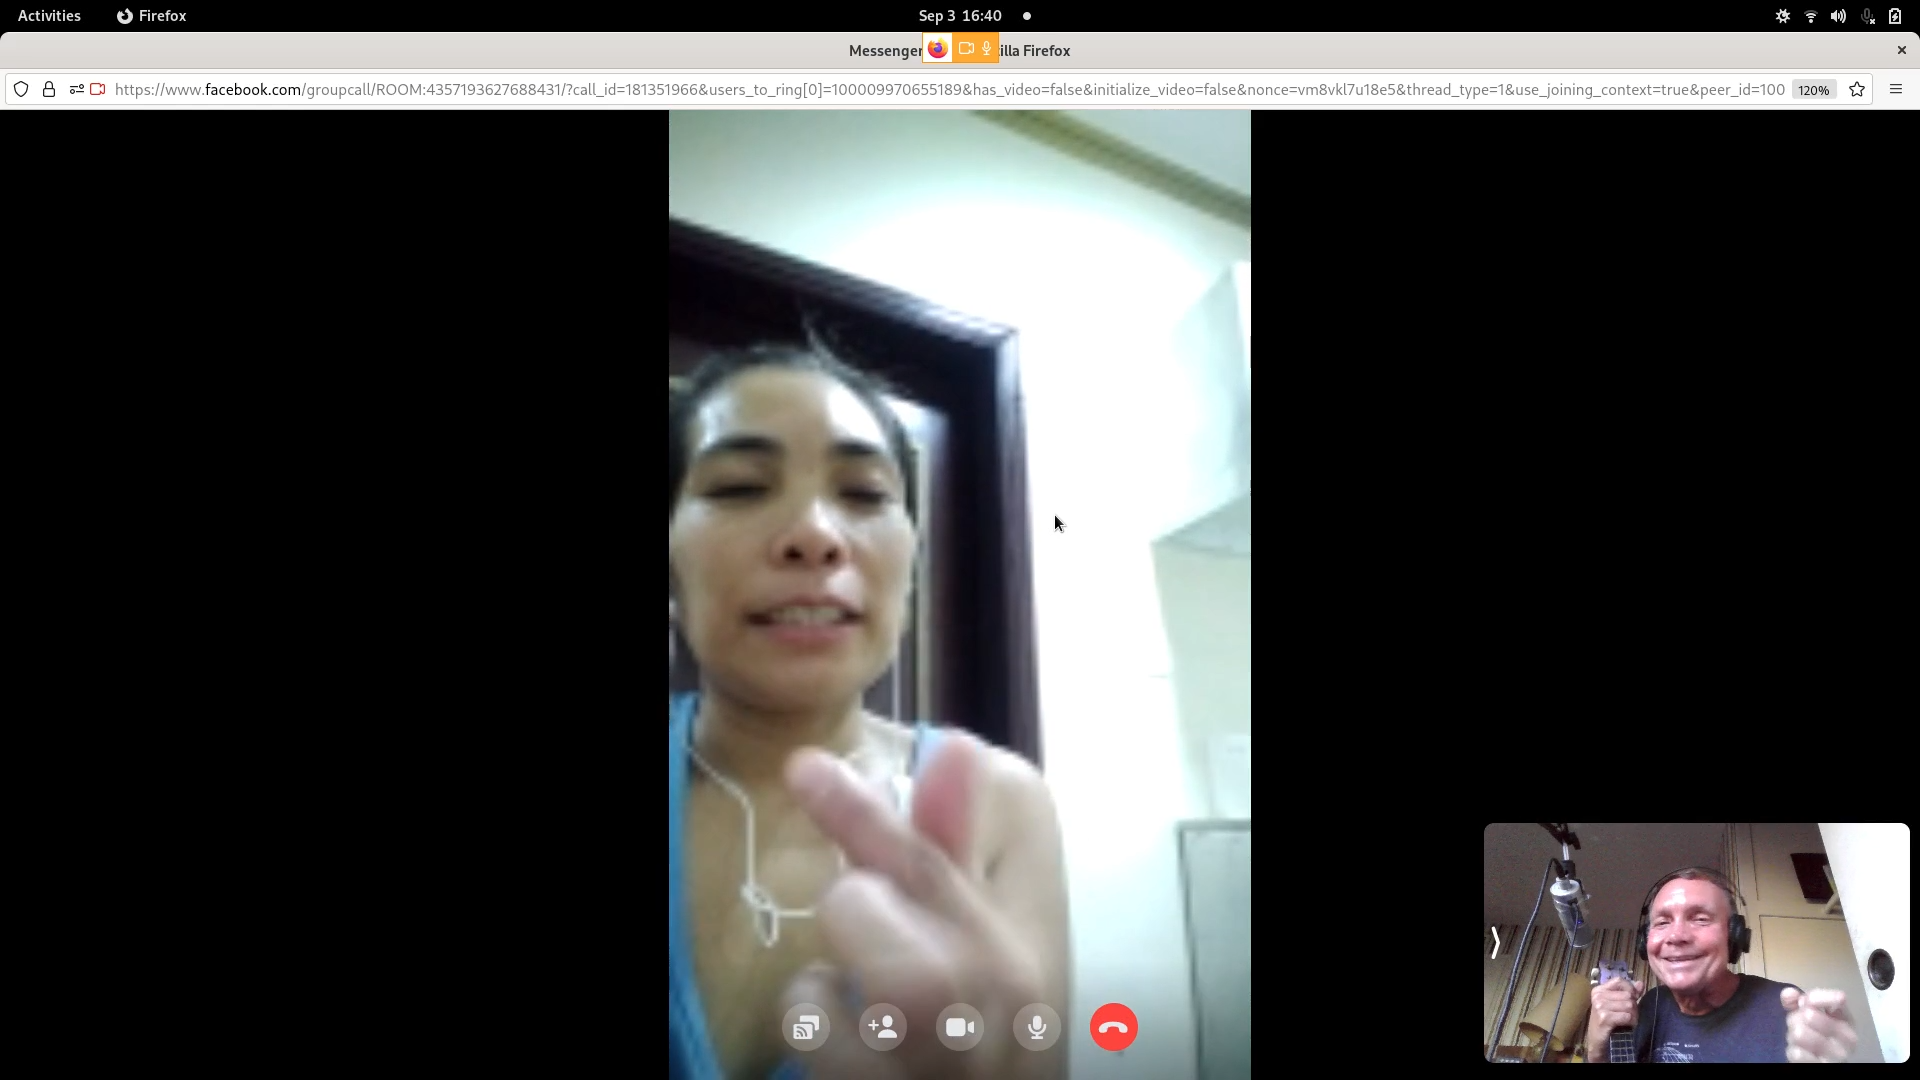 Activities Firefox Sep 3 16:40
Messenger illa Firefox
https://www.facebook.com/groupcall/ROOM:4357193627688431/?call_id=181351966&users_to_ring[0]=100009970655189&has_video=false&initialize_video=false&nonce=vm8vkl7u18e5&thread_type=1&use_joining_context=true&peer_id=100 120%